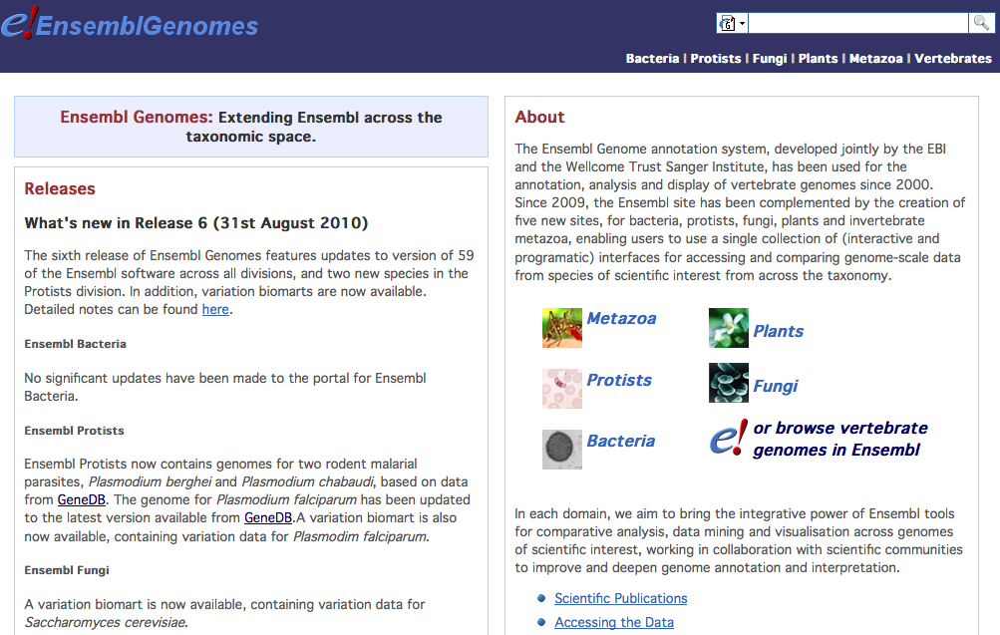 e!EnsemblGenomes
Bacteria | Protists | Fungi | Plants | Metazoa | Vertebrates
Ensembl Genomes: Extending Ensembl across the
taxonomic space.
Releases
What's new in Release 6 (31st August 2010)
The sixth release of Ensembl Genomes features updates to version of 59
of the Ensembl software across all divisions, and two new species in the
Protists division. In addition, variation biomarts are now available.
Detailed notes can be found here.
Ensembl Bacteria
No significant updates have been made to the portal for Ensembl
Bacteria.
Ensembl Protists
Ensembl Protists now contains genomes for two rodent malarial
parasites, Plasmodium berghei and Plasmodium chabaudi, based on data
from GeneDB. The genome for Plasmodium falciparum has been updated
to the latest version available from GeneDB.A variation biomart is also
now available, containing variation data for Plasmodim falciparum.
Ensembl Fungi
A variation biomart is now available, containing variation data for
Saccharomyces cerevisiae.
About
The Ensembl Genome annotation system, developed jointly by the EBI
and the Wellcome Trust Sanger Institute, has been used for the
annotation, analysis and display of vertebrate genomes since 2000.
Since 2009, the Ensembl site has been complemented by the creation of
five new sites, for bacteria, protists, fungi, plants and invertebrate
metazoa, enabling users to use a single collection of (interactive and
programatic) interfaces for accessing and comparing genome-scale data
from species of scientific interest from across the taxonomy.
Metazoa
Plants
Protists
Fungi
Bacteria
e! or browse vertebrate
genomes in Ensembl
In each domain, we aim to bring the integrative power of Ensembl tools
for comparative analysis, data mining and visualisation across genomes
of scientific interest, working in collaboration with scientific communities
to improve and deepen genome annotation and interpretation.
Scientific Publications
Accessing the Data